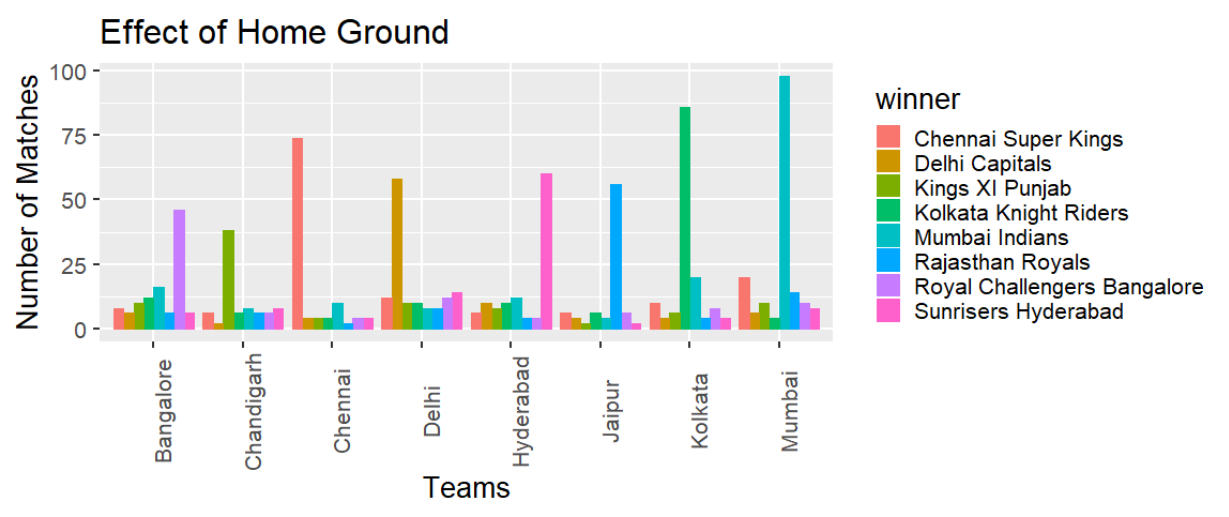 Effect of Home Ground
Number of Matches
100
75
50
25
0
Bangalore
Chandigarh
Chennai
Delhi
Hyderabad
Jaipur
Kolkata
Mumbai
Teams
winner
Chennai Super Kings
Delhi Capitals
Kings XI Punjab
Kolkata Knight Riders
Mumbai Indians
Rajasthan Royals
Royal Challengers Bangalore
Sunrisers Hyderabad